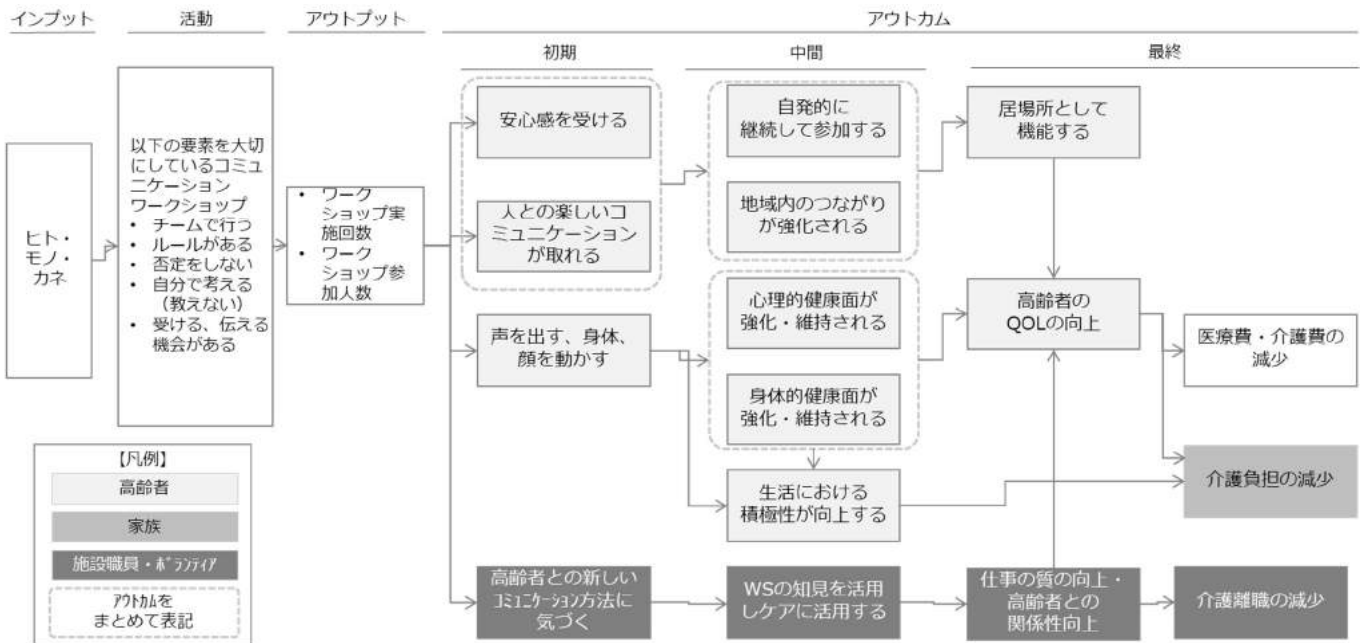 インプット
活動
アウトプット
アウトカム
初期
中間
最終
ヒト・
モノ・
カネ
以下の要素を大切
にしているコミュ
ニケーション
ワークショップ
• チームで行う
• ルールがある
• 否定をしない
• 自分で考える
（教えない）
• 受ける、伝える
機会がある
• ワーク
ショップ実
施回数
• ワーク
ショップ参
加人数
安心感を受ける
人との楽しいコ
ミュニケーション
が取れる
声を出す、身体、
顔を動かす
高齢者との新しい
ｺﾐｭﾆｹｰｼｮﾝ方法に
気づく
自発的に
継続して参加する
地域内のつながり
が強化される
心理的健康面が
強化・維持される
身体的健康面が
強化・維持される
生活における
積極性が向上する
WSの知見を活用
しケアに活用する
居場所として
機能する
高齢者の
QOLの向上
仕事の質の向上・
高齢者との
関係性向上
医療費・介護費の
減少
介護負担の減少
介護離職の減少
【凡例】
高齢者
家族
施設職員・ﾎﾞﾗﾝﾃｨｱ
ｱｳﾄｶﾑを
まとめて表記